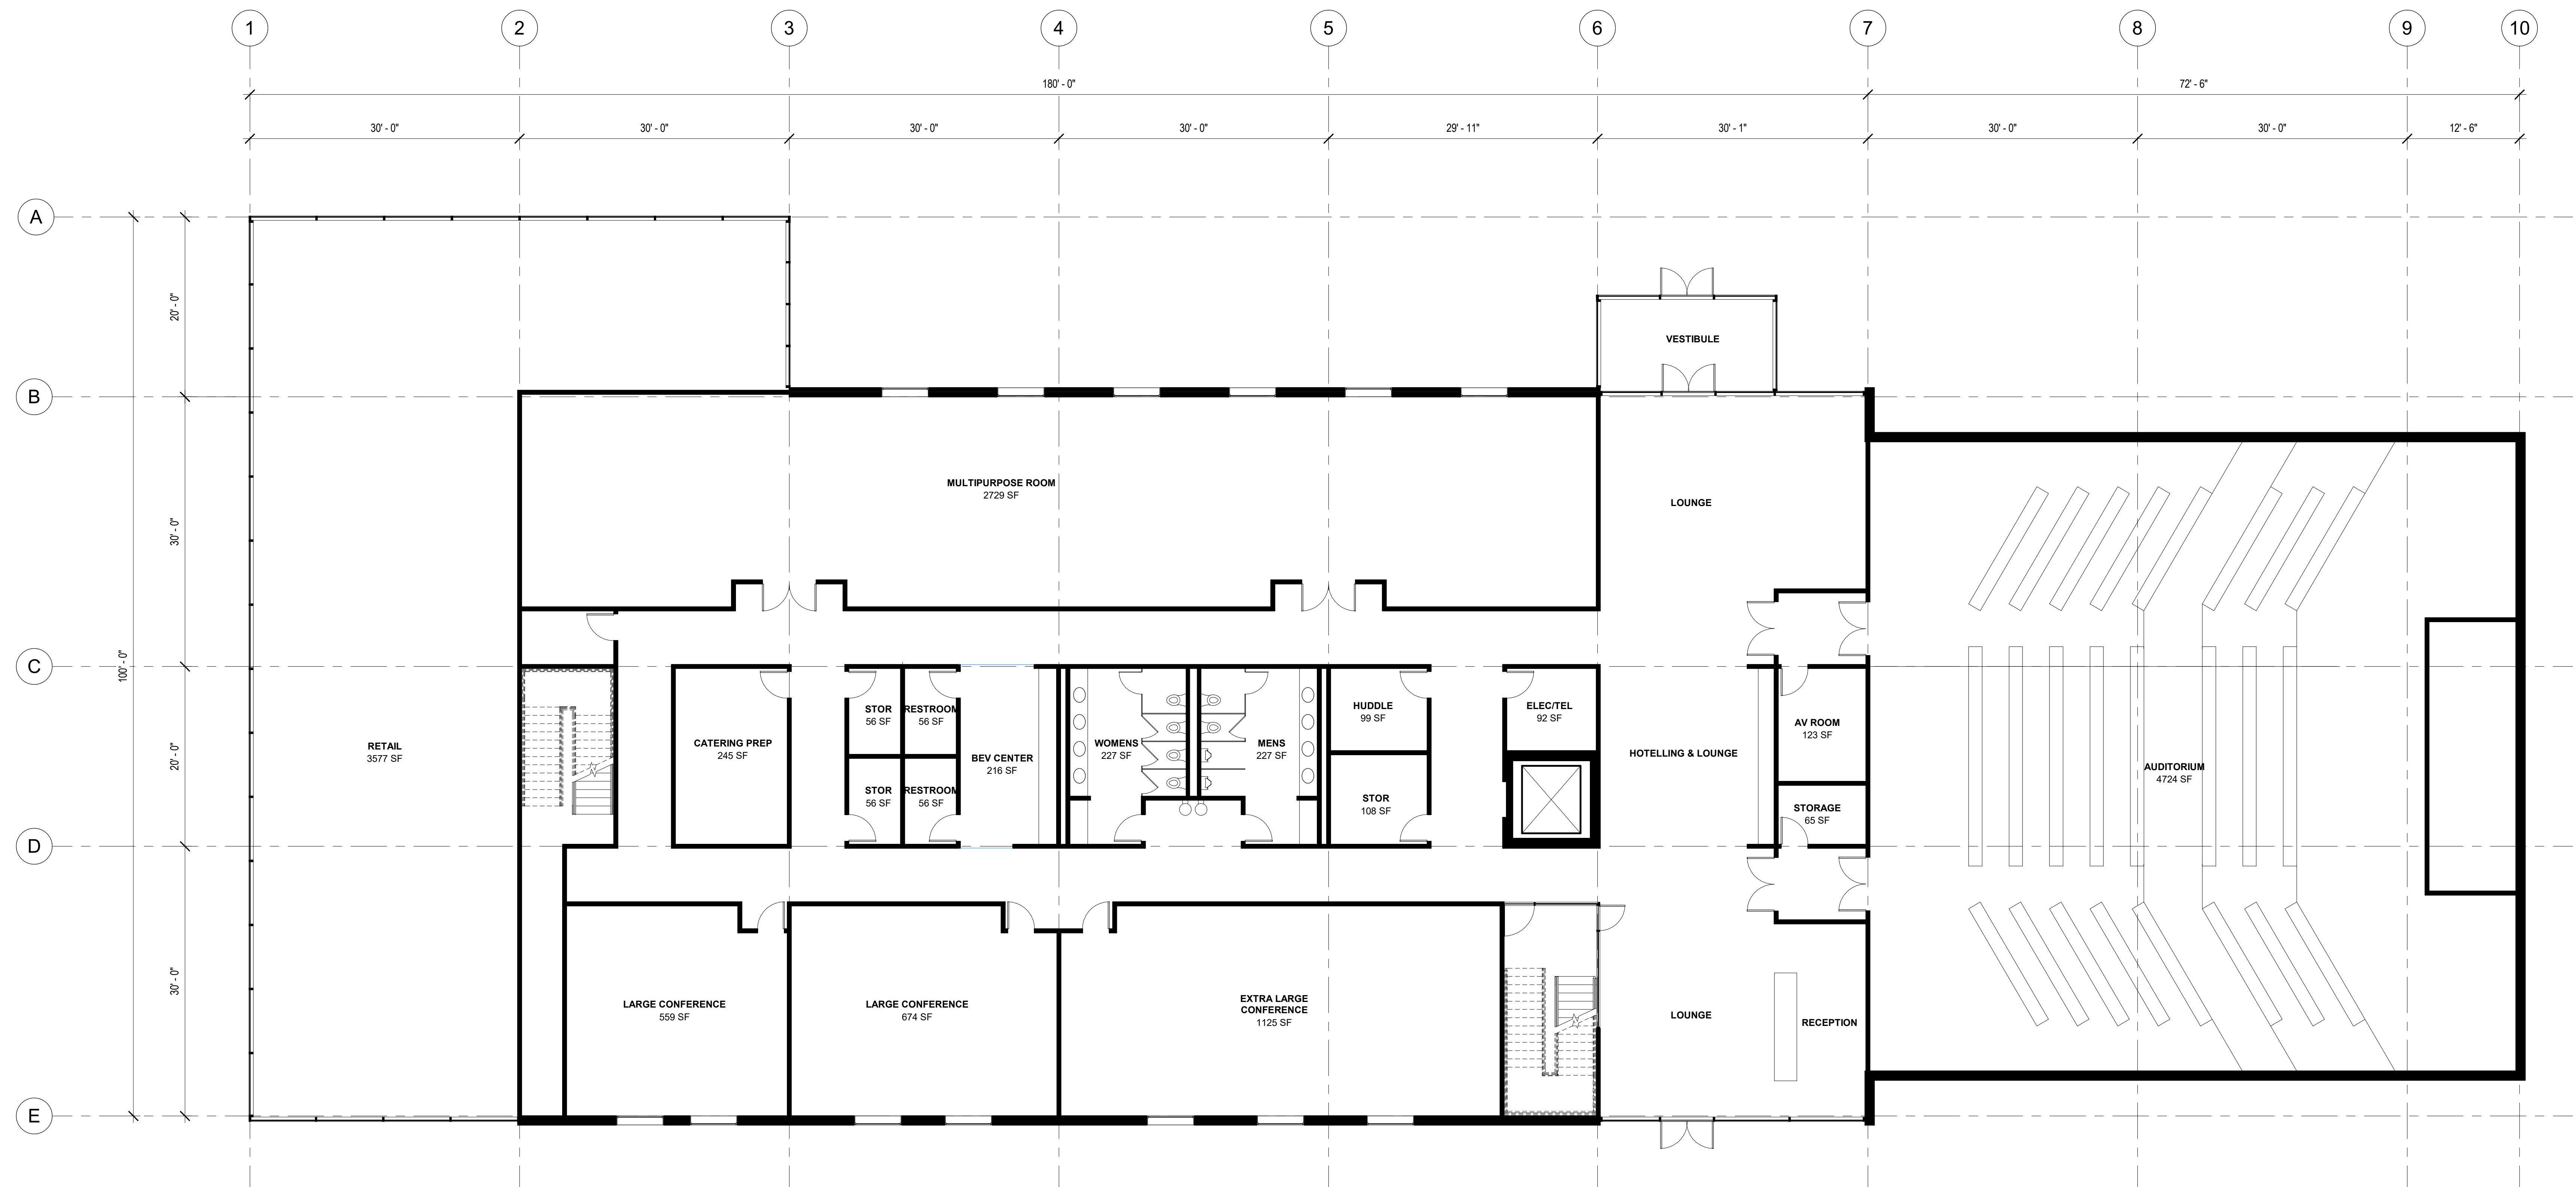 1 2 3 4 5 6 7 8 9 10
180' - 0" 72' - 6"
30' - 0" 30' - 0" 30' - 0" 30' - 0" 29' - 11" 30' - 1" 30' - 0" 30' - 0" 12' - 6"
A
20' - 0"
VESTIBULE
B
30' - 0"
MULTIPURPOSE ROOM
2729 SF
LOUNGE
C
100' - 0"
20' - 0"
RETAIL
3577 SF
CATERING PREP
245 SF
STOR
56 SF
RESTROOM
56 SF
STOR
56 SF
RESTROOM
56 SF
BEV CENTER
216 SF
WOMENS
227 SF
MENS
227 SF
HUDDLE
99 SF
STOR
108 SF
ELEC/TEL
92 SF
HOTELLING & LOUNGE
AV ROOM
123 SF
STORAGE
65 SF
AUDITORIUM
4724 SF
D
30' - 0"
LARGE CONFERENCE
559 SF
LARGE CONFERENCE
674 SF
EXTRA LARGE
CONFERENCE
1125 SF
LOUNGE
RECEPTION
E